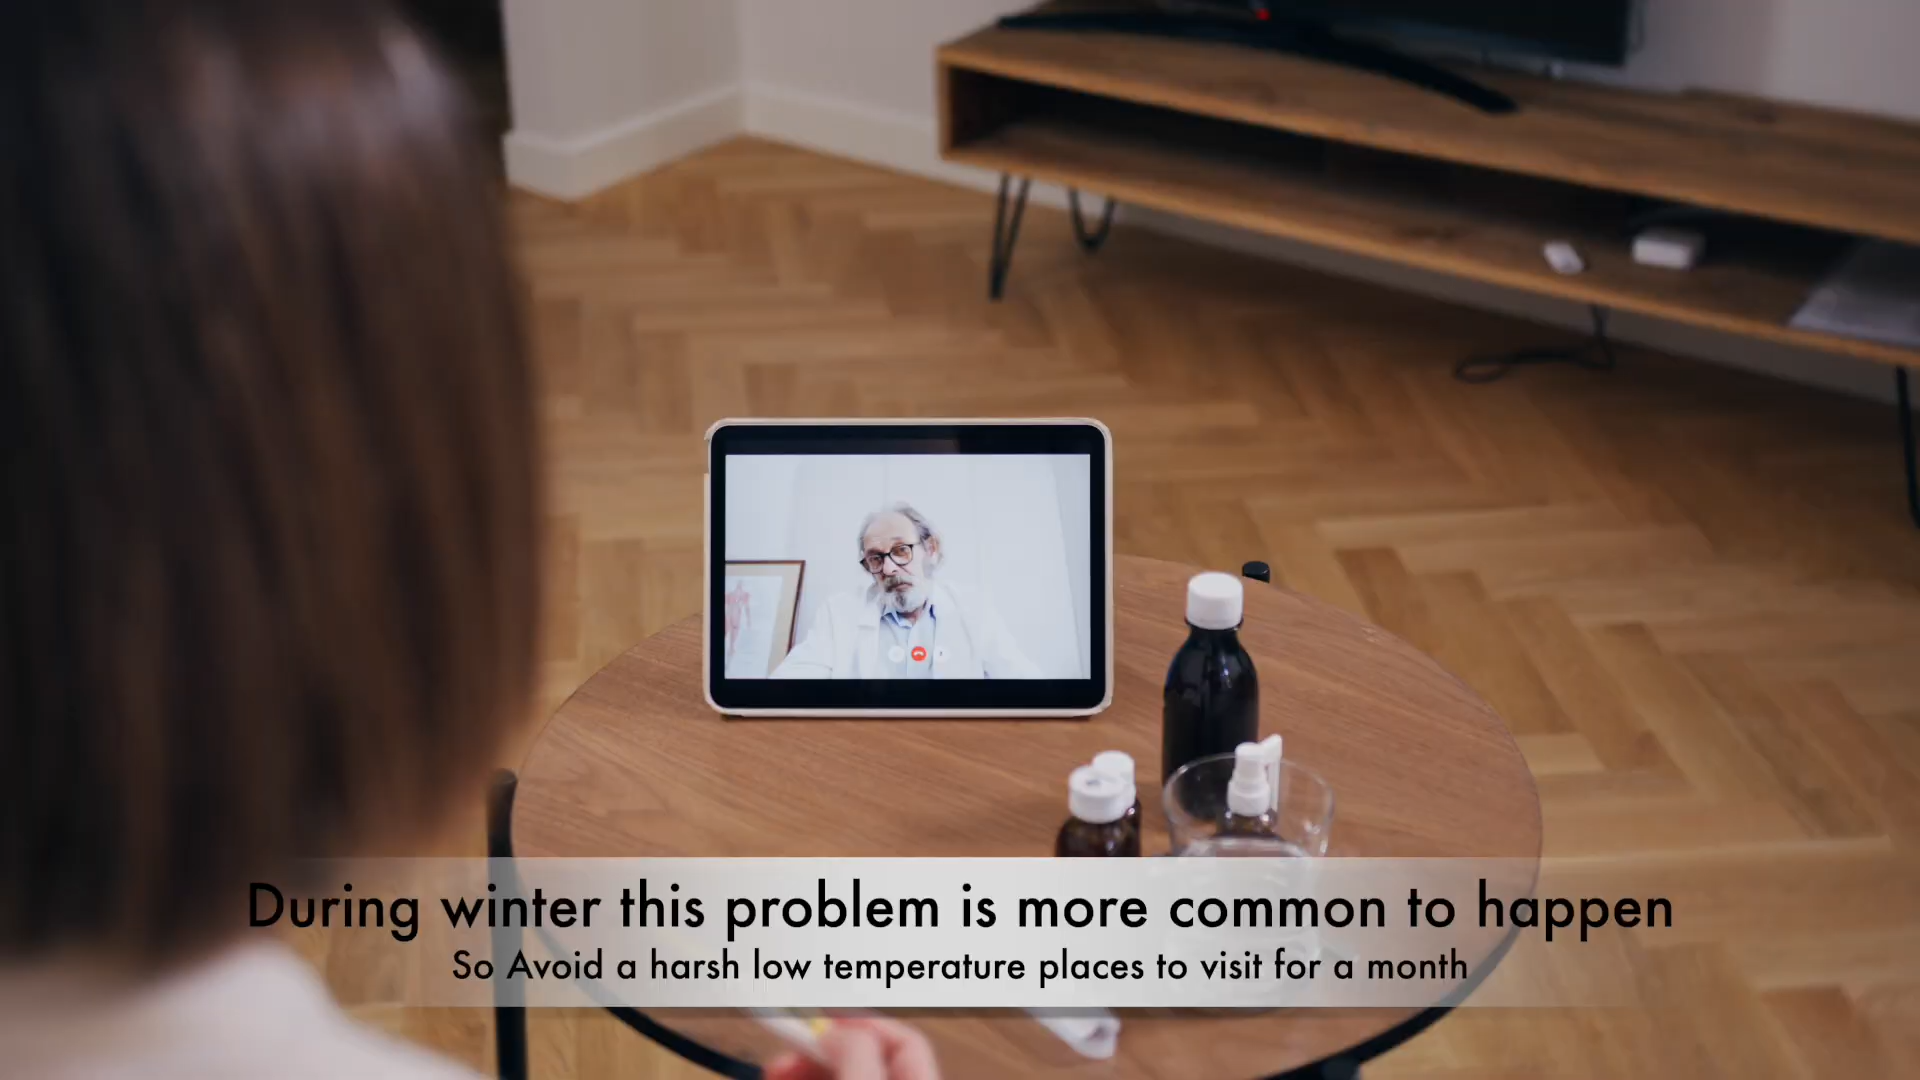 During winter this problem is more common to happen
So Avoid a harsh low temperature places to visit for a month